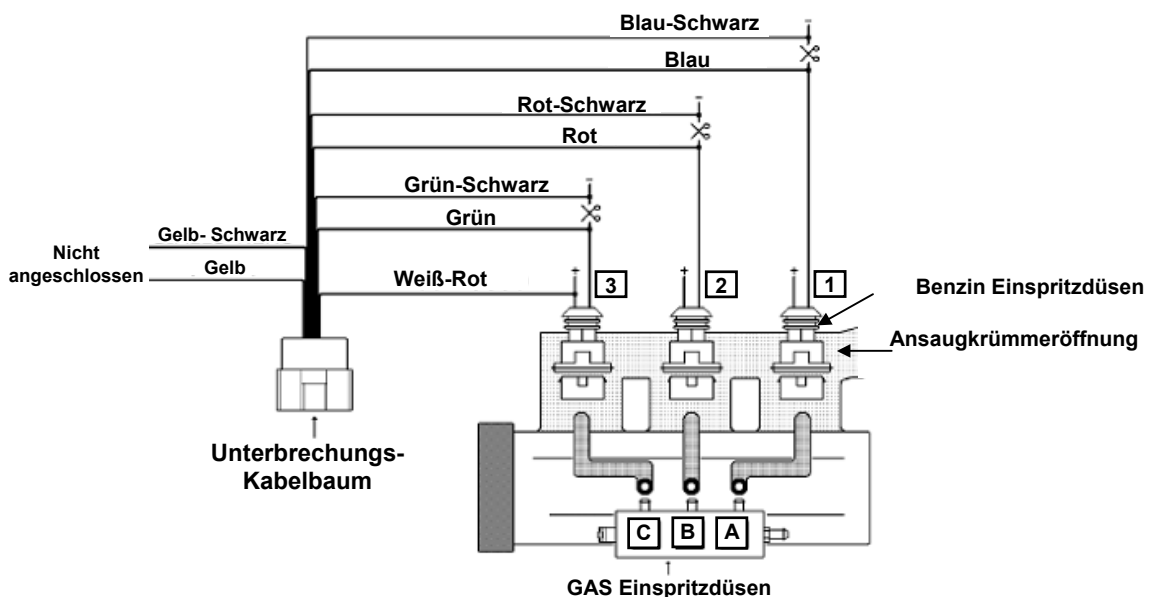 Blau-Schwarz
Blau
Rot-Schwarz
Rot
Grün-Schwarz
Grün
Gelb- Schwarz
Nicht
angeschlossen
Gelb
Weiß-Rot
3
2
1
Benzin Einspritzdüsen
Ansaugkrümmeröffnung
Unterbrechungs-
Kabelbaum
C B A
GAS Einspritzdüsen